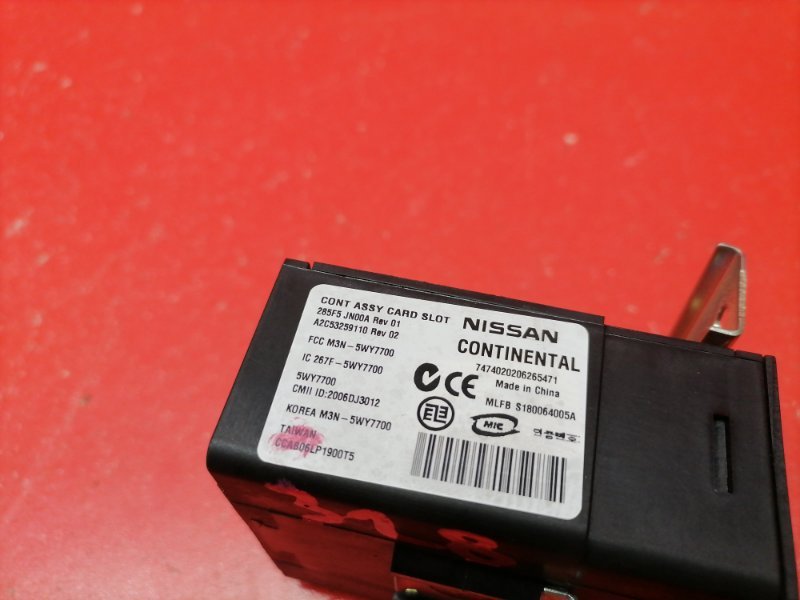 CONT ASSY CARD SLOT
285F5 JN00A Rev 01
A2C53259110 Rev 02
FCC M3N-5WY7700
IC 267F-5WY7700
5WY7700
CMII ID:2006DJ3012
KOREA M3N-5WY7700
TAIWAN
CCAB06LP1900T5
NISSAN
CONTINENTAL
7474020206265471
Made in China
CE
MLFB S180064005A
MIC